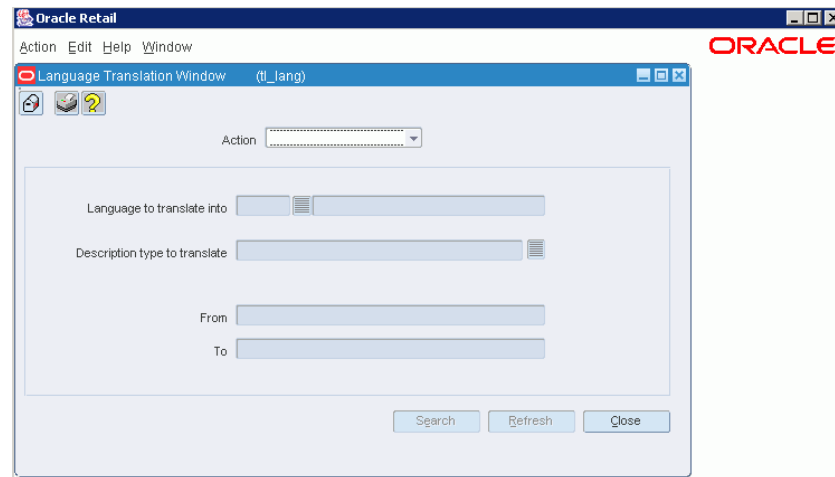 Oracle Retail
Action Edit Help Window
ORACLE
Language Translation Window (tl_lang)
Action
Language to translate into
Description type to translate
From
To
Search Refresh Close